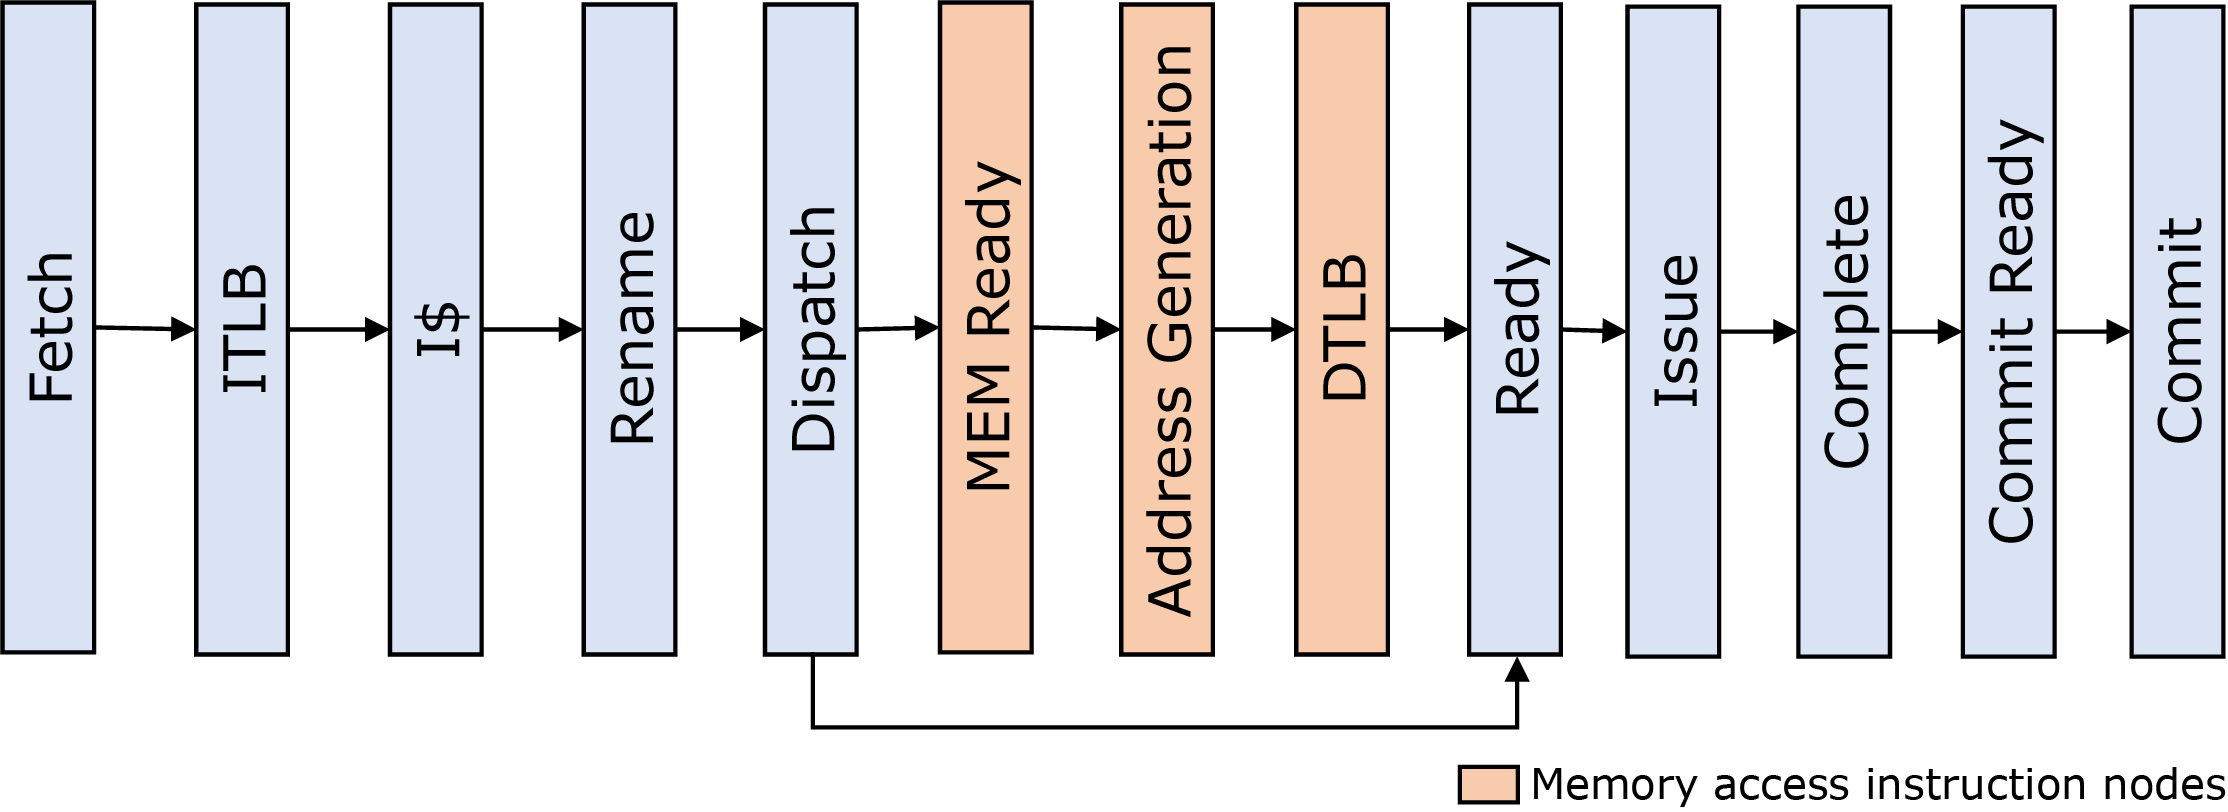 Fetch
ITLB
I$
Rename
Dispatch
MEM Ready
Address Generation
DTLB
Ready
Issue
Complete
Commit Ready
Commit
Memory access instruction nodes